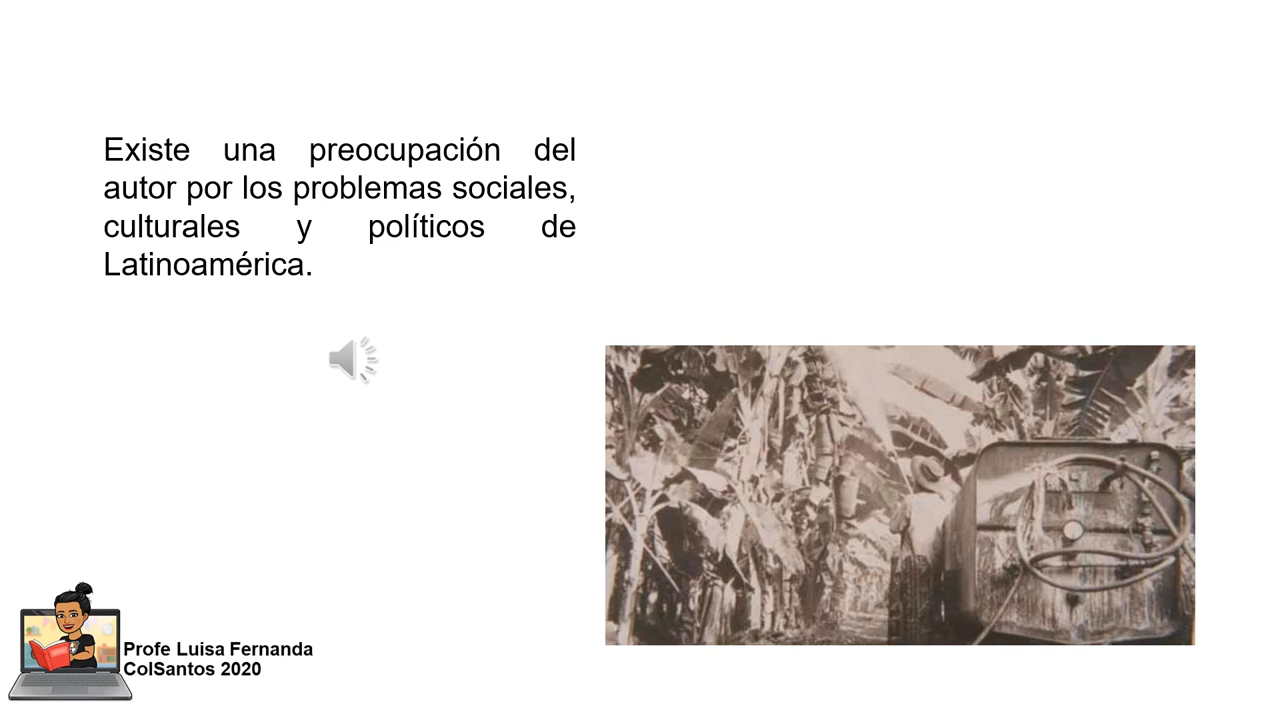 Existe una preocupación del
autor por los problemas sociales,
culturales y políticos de
Latinoamérica.
Profe Luisa Fernanda
ColSantos 2020